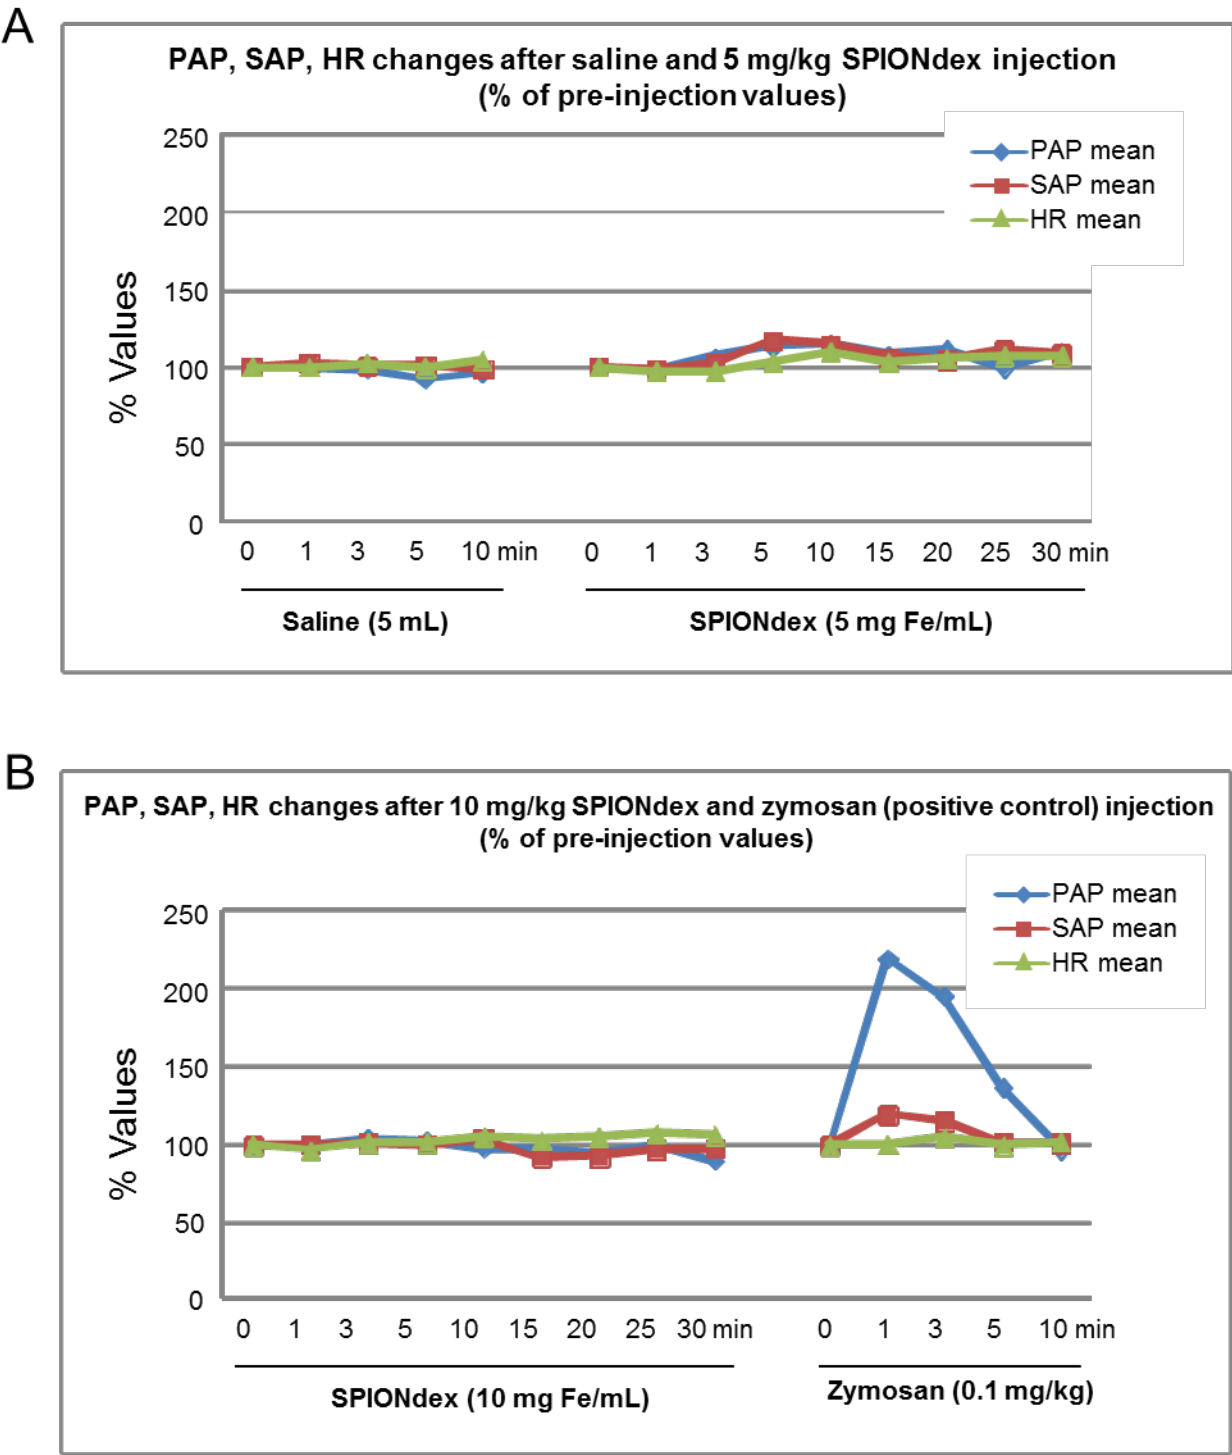 A
PAP, SAP, HR changes after saline and 5 mg/kg SPIONdex injection
(% of pre-injection values)
PAP mean
SAP mean
HR mean
% Values
250
200
150
100
50
0
0 1 3 5 10 min 0 1 3 5 10 15 20 25 30 min
Saline (5 mL) SPIONdex (5 mg Fe/mL)
B
PAP, SAP, HR changes after 10 mg/kg SPIONdex and zymosan (positive control) injection
(% of pre-injection values)
PAP mean
SAP mean
HR mean
% Values
250
200
150
100
50
0
0 1 3 5 10 15 20 25 30 min 0 1 3 5 10 min
SPIONdex (10 mg Fe/mL) Zymosan (0.1 mg/kg)